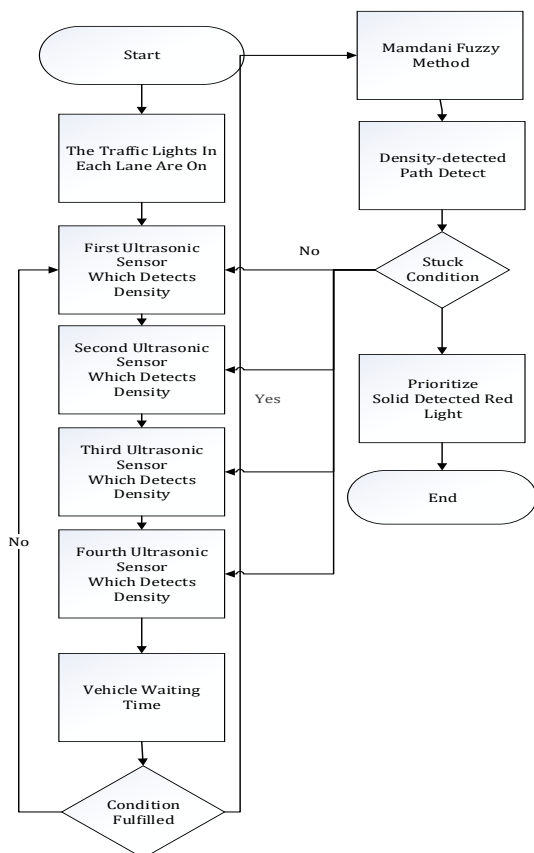 Start
The Traffic Lights In
Each Lane Are On
First Ultrasonic
Sensor
Which Detects
Density
Second Ultrasonic
Sensor
Which Detects
Density
Third Ultrasonic
Sensor
Which Detects
Density
Fourth Ultrasonic
Sensor
Which Detects
Density
Vehicle Waiting
Time
Condition
Fulfilled
No
Yes
No
Mamdani Fuzzy
Method
Density-detected
Path Detect
Stuck
Condition
Prioritize
Solid Detected Red
Light
End